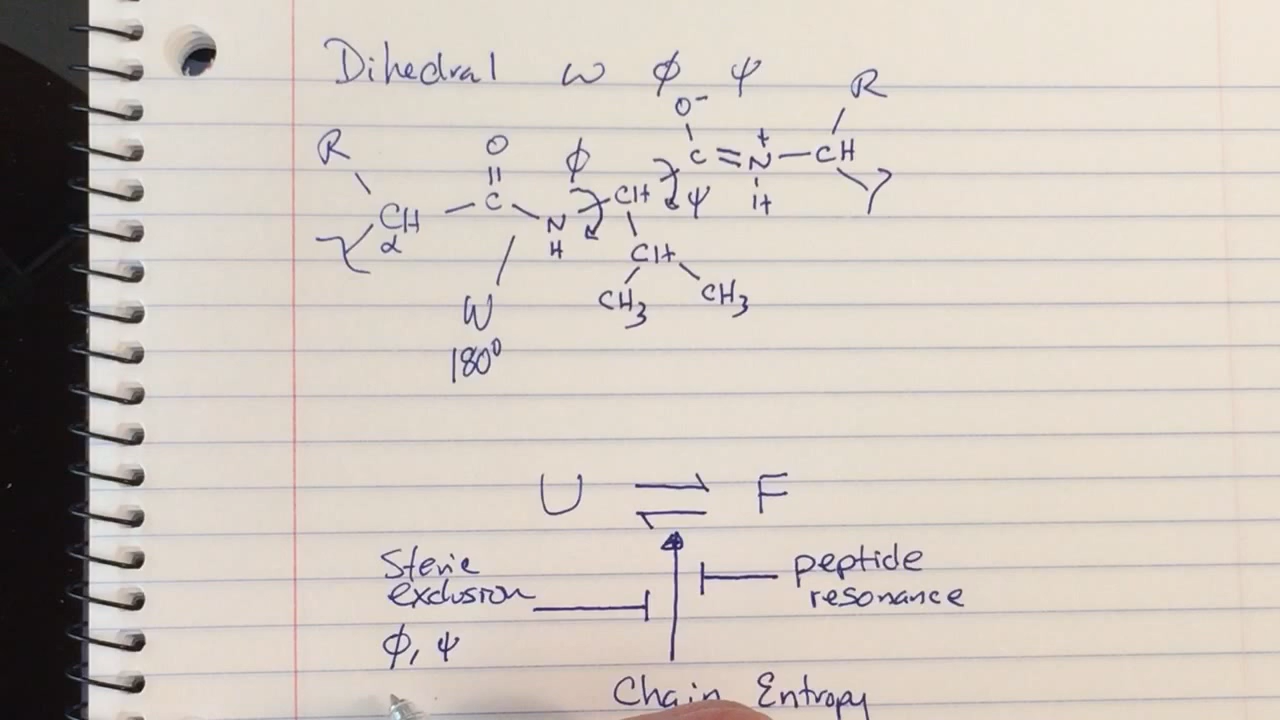 Dihedral ω ϕ ψ
O⁻ R
R O ϕ C = N⁺ — CH
CH — C N CH ψ H
α H CH
ω CH₃ CH₃
180°
U ⇌ F
Steric peptide
exclusion resonance
ϕ, ψ
Chain Entropy